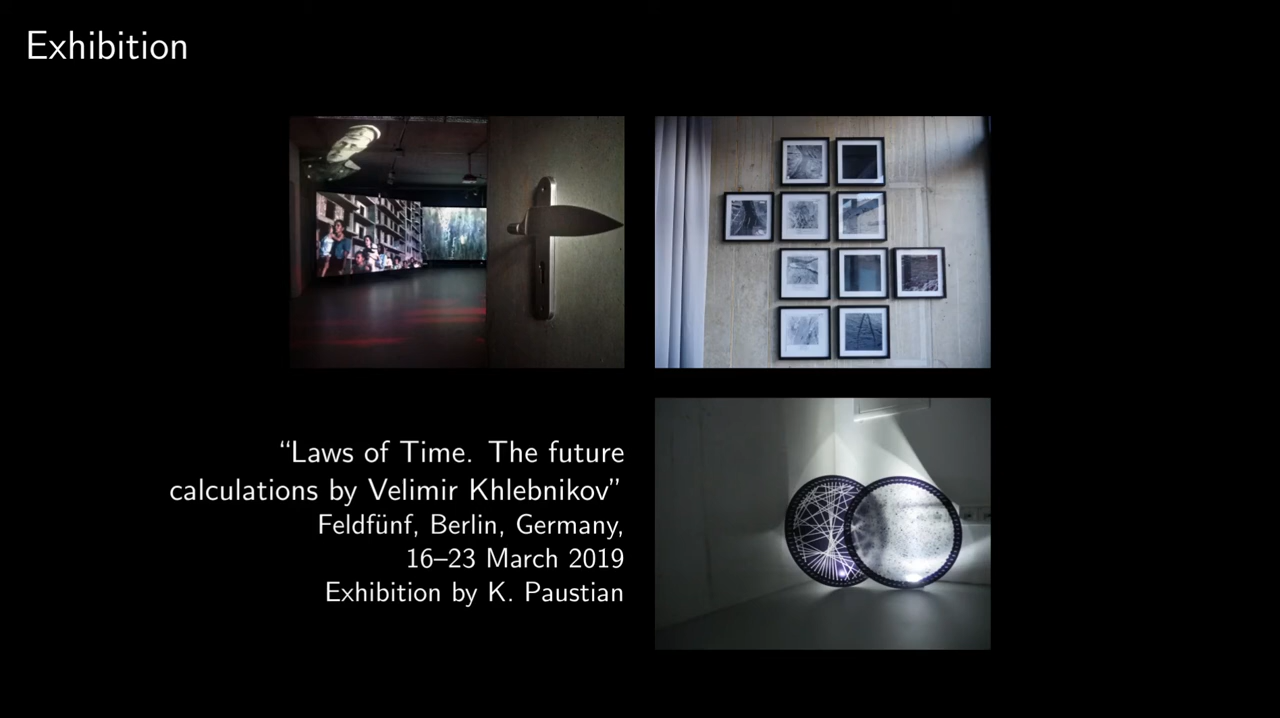 Exhibition
“Laws of Time. The future
calculations by Velimir Khlebnikov”
Feldfünf, Berlin, Germany,
16–23 March 2019
Exhibition by K. Paustian